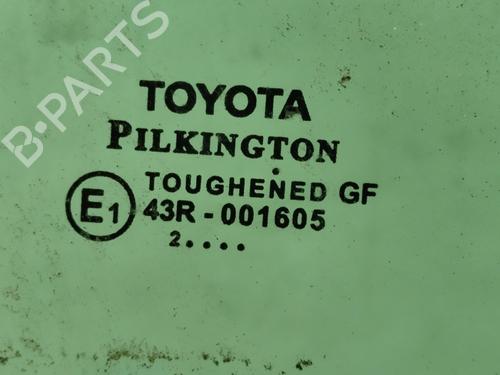 B-PARTS
TOYOTA
PILKINGTON
TOUGHENED GF
E1 43R - 001605
2....